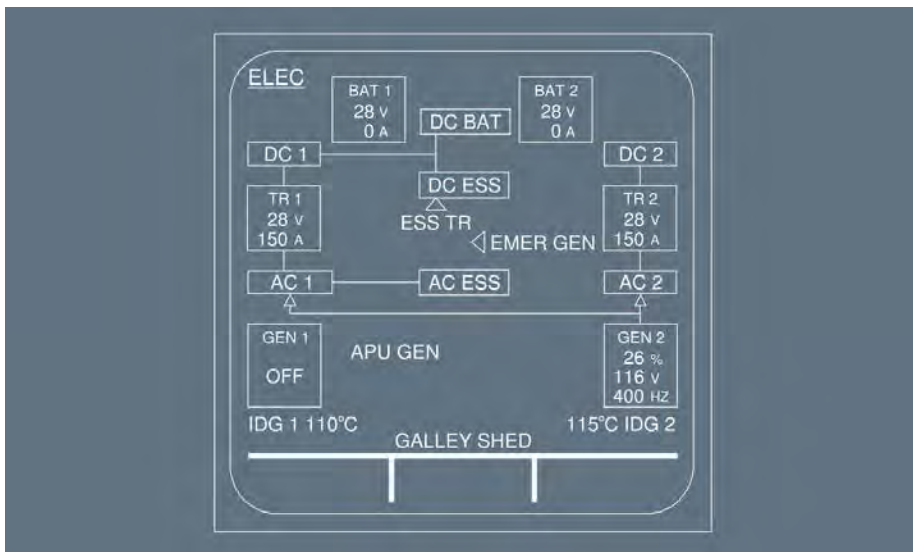 ELEC
BAT 1
28 V
0 A
DC BAT
BAT 2
28 V
0 A
DC 1
DC 2
DC ESS
TR 1
28 V
150 A
ESS TR
EMER GEN
TR 2
28 V
150 A
AC 1
AC ESS
AC 2
GEN 1
OFF
APU GEN
GEN 2
26 %
116 V
400 HZ
IDG 1 110°C
115°C IDG 2
GALLEY SHED